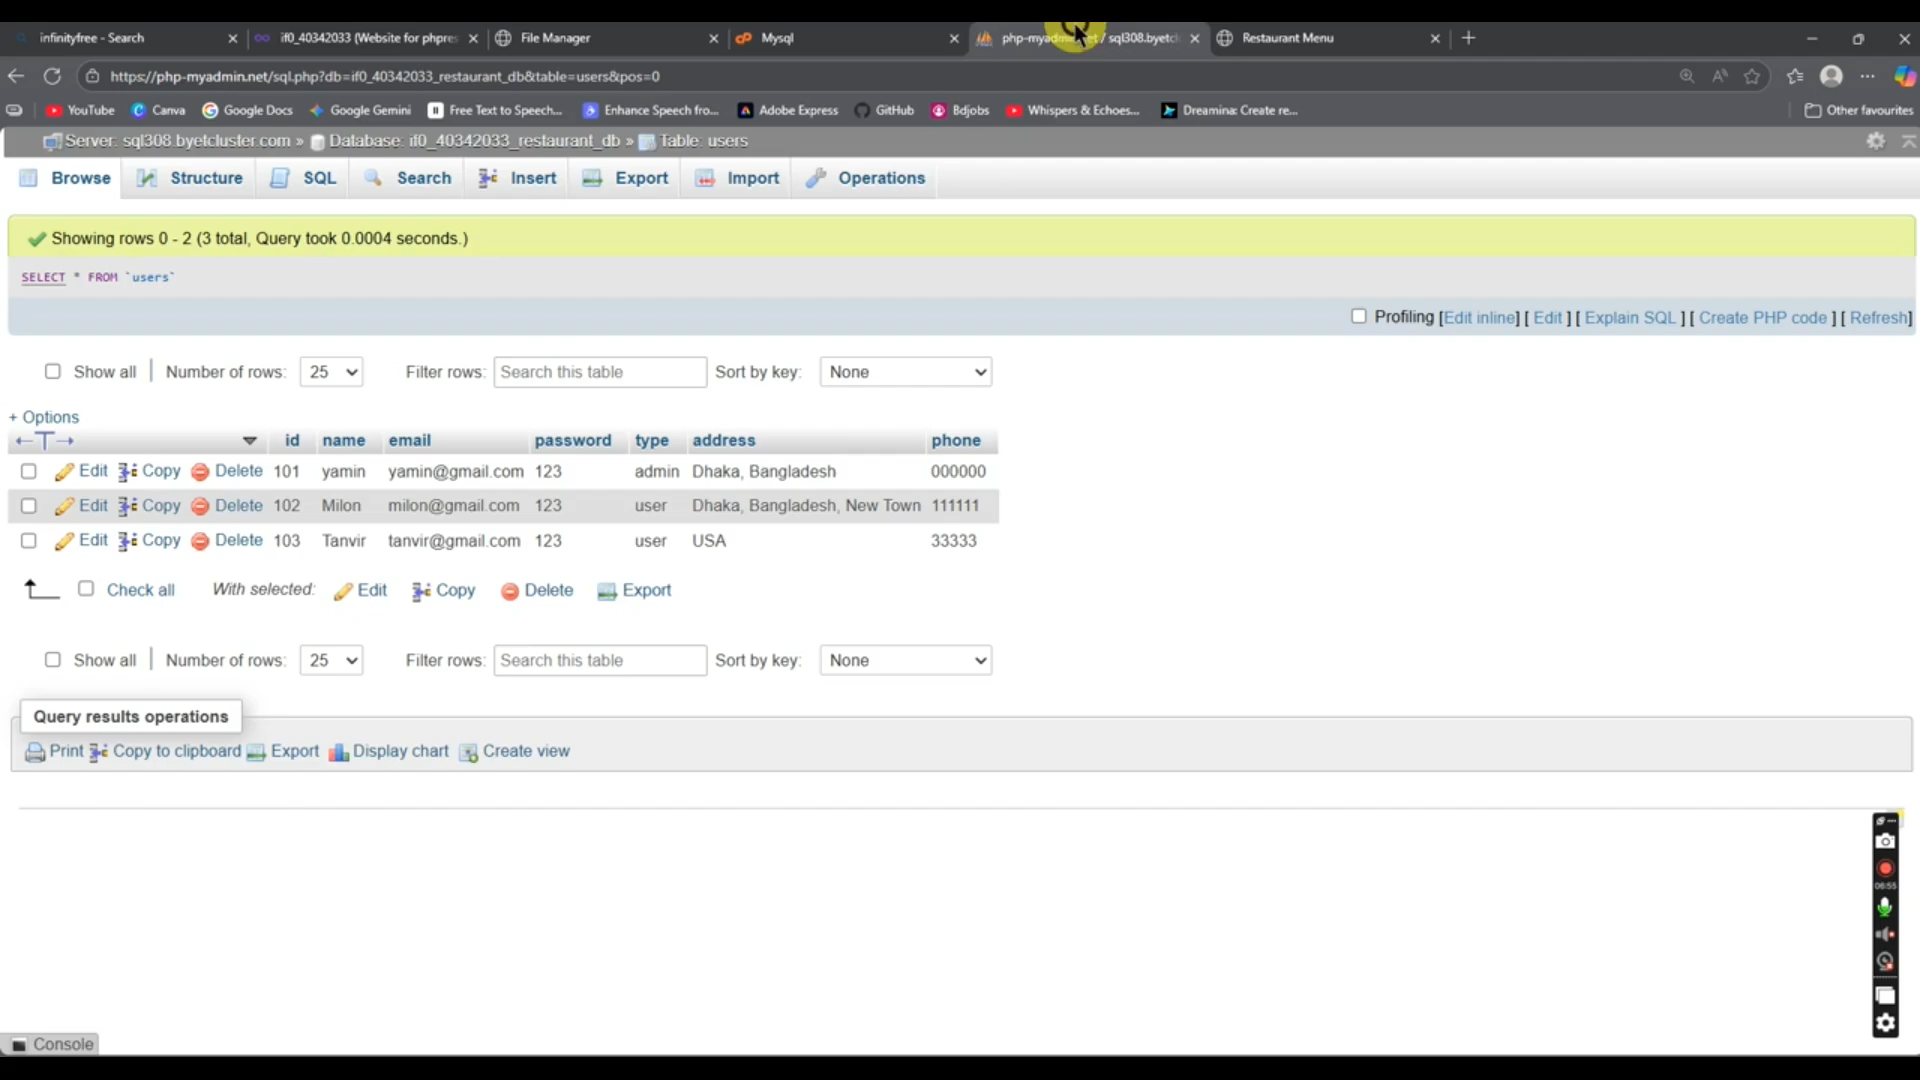 infinityfree - Search
if0_40342033 (Website for phpres
File Manager
Mysql
sql308.byetc
Restaurant Menu
https://php-myadmin.net/sql.php?db=if0_40342033_restaurant_db&table=users&pos=0
YouTube
Canva
Google Docs
Google Gemini
Free Text to Speech...
Enhance Speech fro...
Adobe Express
GitHub
Bdjobs
Whispers & Echoes...
Dreamina: Create re...
Other favourites
Server: sql308.byetcluster.com » Database: if0_40342033_restaurant_db » Table: users
Browse Structure SQL Search Insert Export Import Operations
Showing rows 0 - 2 (3 total, Query took 0.0004 seconds.)
SELECT * FROM `users`
Profiling [Edit inline] [ Edit ] [ Explain SQL ] [ Create PHP code ] [ Refresh]
Show all Number of rows: 25 Filter rows: Search this table Sort by key: None
+ Options
←T→ id name email password type address phone
Edit Copy Delete 101 yamin yamin@gmail.com 123 admin Dhaka, Bangladesh 000000
Edit Copy Delete 102 Milon milon@gmail.com 123 user Dhaka, Bangladesh, New Town 111111
Edit Copy Delete 103 Tanvir tanvir@gmail.com 123 user USA 33333
Check all With selected: Edit Copy Delete Export
Show all Number of rows: 25 Filter rows: Search this table Sort by key: None
Query results operations
Print Copy to clipboard Export Display chart Create view
06:55
Console